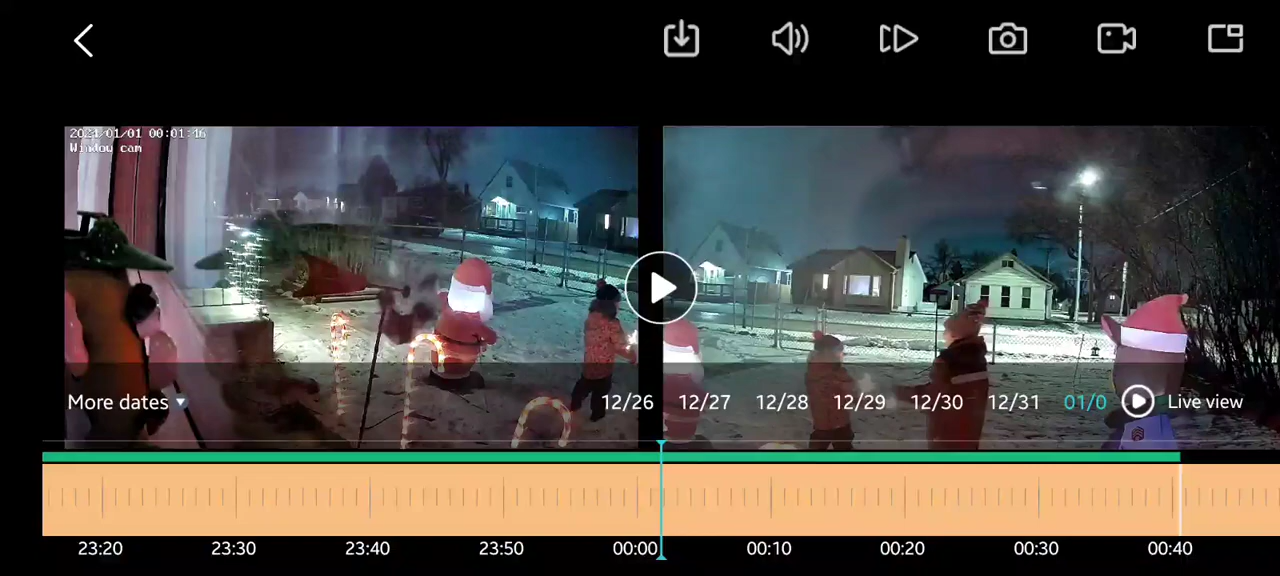 2024/01/01 00:01:46
Window cam
More dates ▾ 12/26 12/27 12/28 12/29 12/30 12/31 01/0 Live view
23:20 23:30 23:40 23:50 00:00 00:10 00:20 00:30 00:40